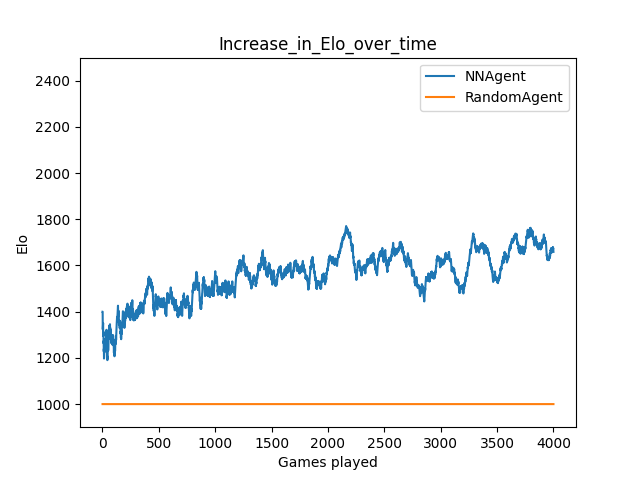 Increase_in_Elo_over_time
NNAgent
RandomAgent
Elo
2400
2200
2000
1800
1600
1400
1200
1000
0 500 1000 1500 2000 2500 3000 3500 4000
Games played